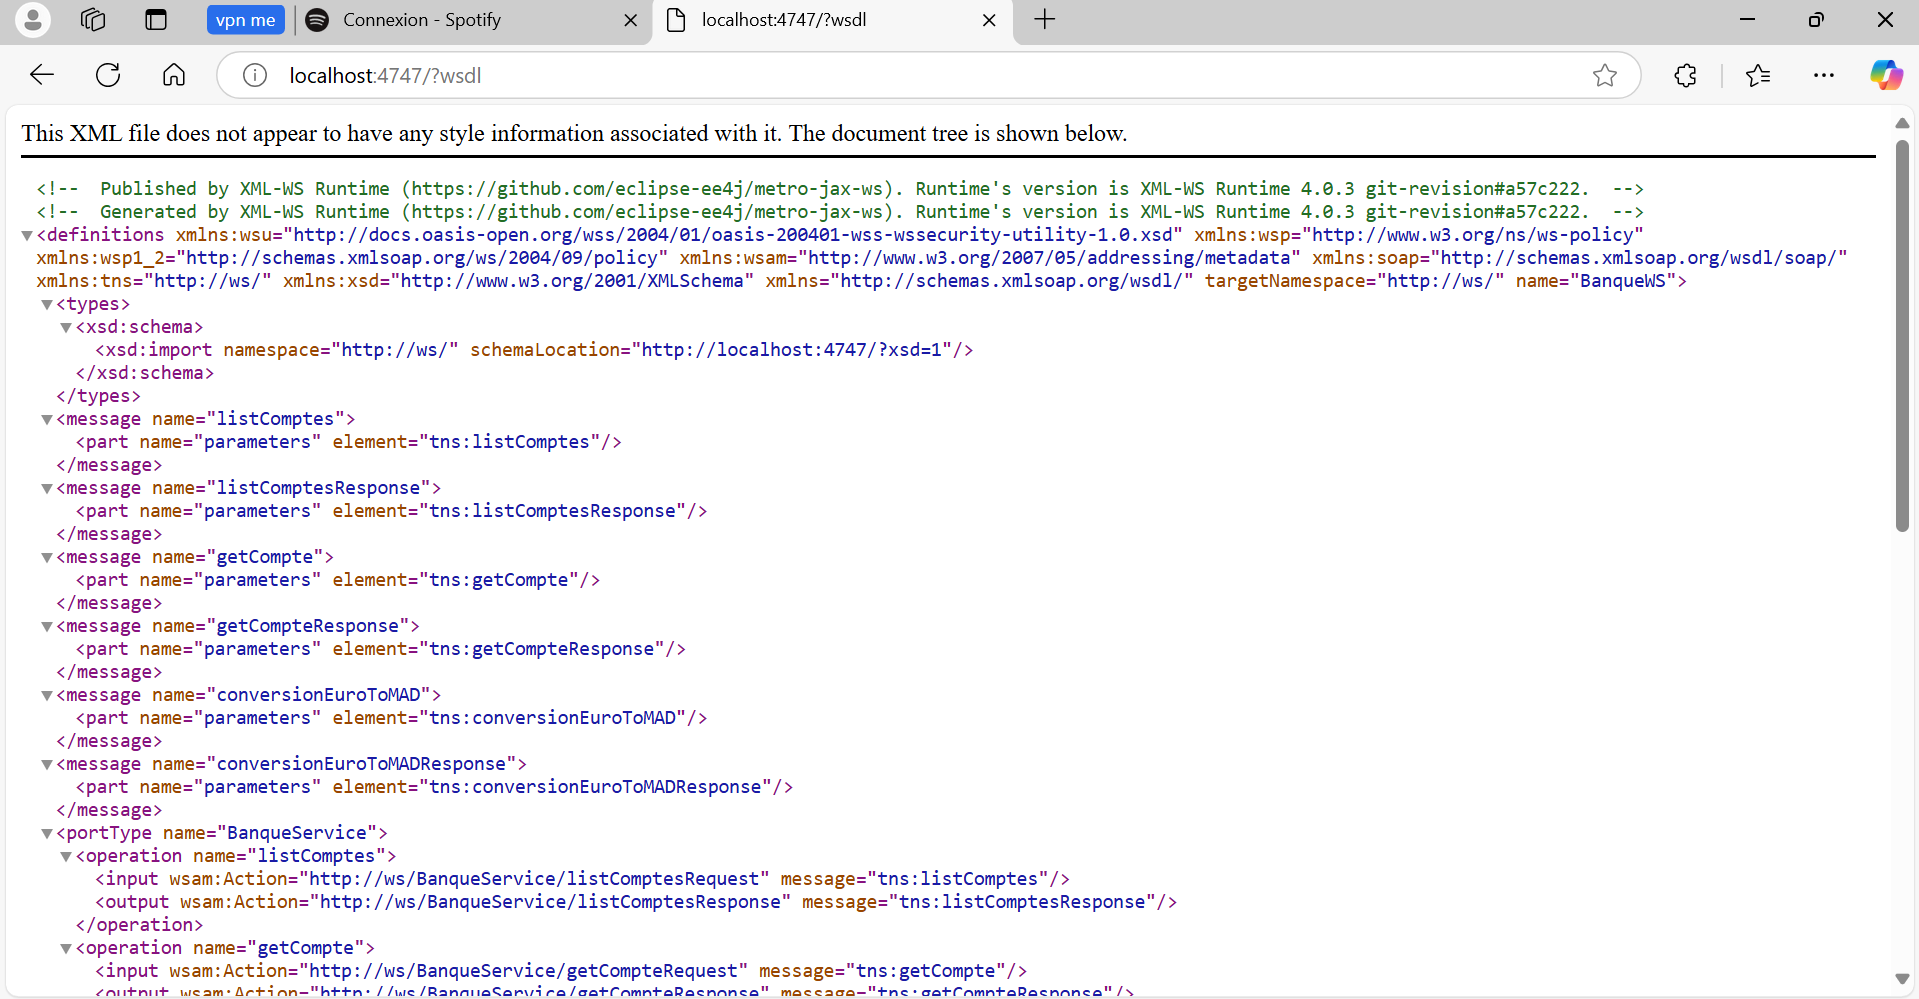 vpn me
Connexion - Spotify
localhost:4747/?wsdl
localhost:4747/?wsdl
This XML file does not appear to have any style information associated with it. The document tree is shown below.
<!--  Published by XML-WS Runtime (https://github.com/eclipse-ee4j/metro-jax-ws). Runtime's version is XML-WS Runtime 4.0.3 git-revision#a57c222.  -->
<!--  Generated by XML-WS Runtime (https://github.com/eclipse-ee4j/metro-jax-ws). Runtime's version is XML-WS Runtime 4.0.3 git-revision#a57c222.  -->
<definitions xmlns:wsu="http://docs.oasis-open.org/wss/2004/01/oasis-200401-wss-wssecurity-utility-1.0.xsd" xmlns:wsp="http://www.w3.org/ns/ws-policy"
xmlns:wsp1_2="http://schemas.xmlsoap.org/ws/2004/09/policy" xmlns:wsam="http://www.w3.org/2007/05/addressing/metadata" xmlns:soap="http://schemas.xmlsoap.org/wsdl/soap/"
xmlns:tns="http://ws/" xmlns:xsd="http://www.w3.org/2001/XMLSchema" xmlns="http://schemas.xmlsoap.org/wsdl/" targetNamespace="http://ws/" name="BanqueWS">
<types>
<xsd:schema>
<xsd:import namespace="http://ws/" schemaLocation="http://localhost:4747/?xsd=1"/>
</xsd:schema>
</types>
<message name="listComptes">
<part name="parameters" element="tns:listComptes"/>
</message>
<message name="listComptesResponse">
<part name="parameters" element="tns:listComptesResponse"/>
</message>
<message name="getCompte">
<part name="parameters" element="tns:getCompte"/>
</message>
<message name="getCompteResponse">
<part name="parameters" element="tns:getCompteResponse"/>
</message>
<message name="conversionEuroToMAD">
<part name="parameters" element="tns:conversionEuroToMAD"/>
</message>
<message name="conversionEuroToMADResponse">
<part name="parameters" element="tns:conversionEuroToMADResponse"/>
</message>
<portType name="BanqueService">
<operation name="listComptes">
<input wsam:Action="http://ws/BanqueService/listComptesRequest" message="tns:listComptes"/>
<output wsam:Action="http://ws/BanqueService/listComptesResponse" message="tns:listComptesResponse"/>
</operation>
<operation name="getCompte">
<input wsam:Action="http://ws/BanqueService/getCompteRequest" message="tns:getCompte"/>
<output wsam:Action="http://ws/BanqueService/getCompteResponse" message="tns:getCompteResponse"/>